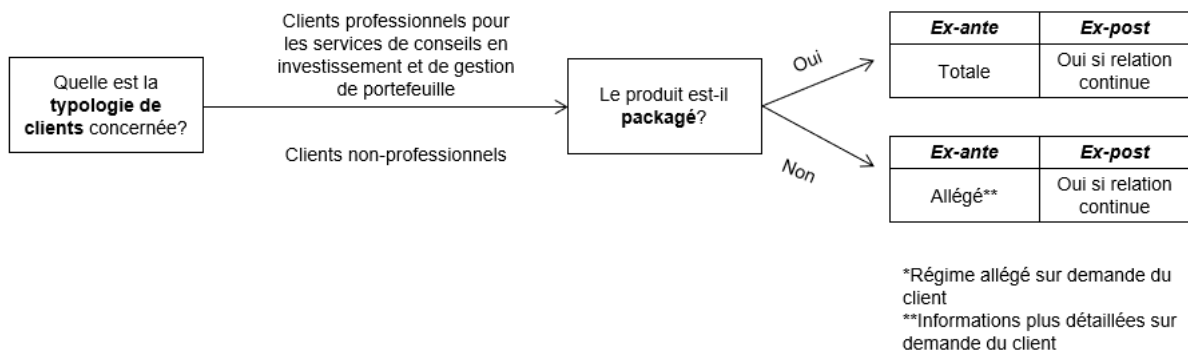 Quelle est la
typologie de
clients concernée?
Clients professionnels pour
les services de conseils en
investissement et de gestion
de portefeuille
Clients non-professionnels
Le produit est-il
packagé?
Oui
Ex-ante Ex-post
Totale Oui si relation
continue
Non
Ex-ante Ex-post
Allégé** Oui si relation
continue
*Régime allégé sur demande du
client
**Informations plus détaillées sur
demande du client